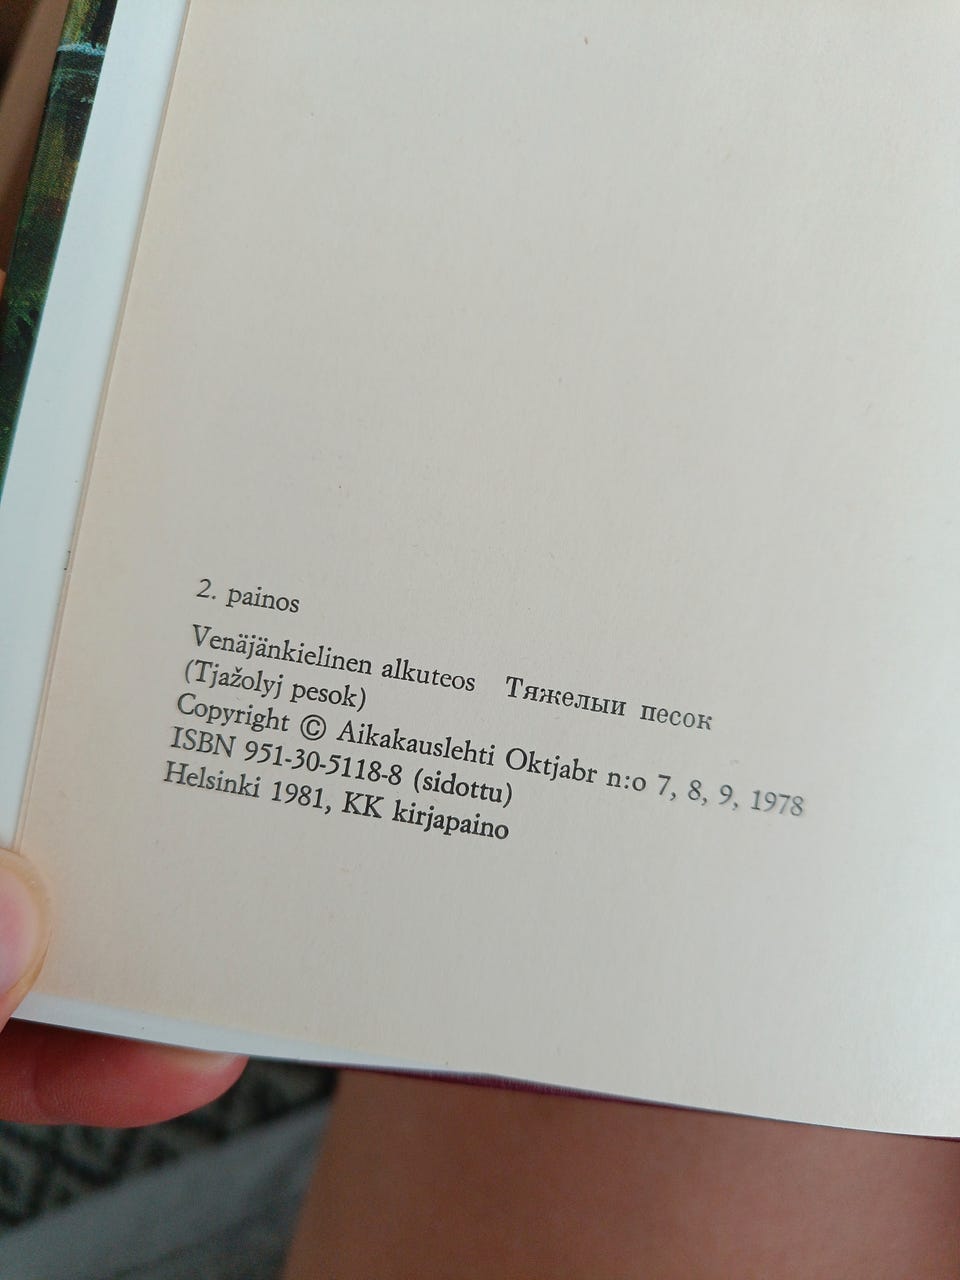 2. painos
Venäjänkielinen alkuteos Тяжелыи песок
(Tjažolyj pesok)
Copyright © Aikakauslehti Oktjabr n:o 7, 8, 9, 1978
ISBN 951-30-5118-8 (sidottu)
Helsinki 1981, KK kirjapaino